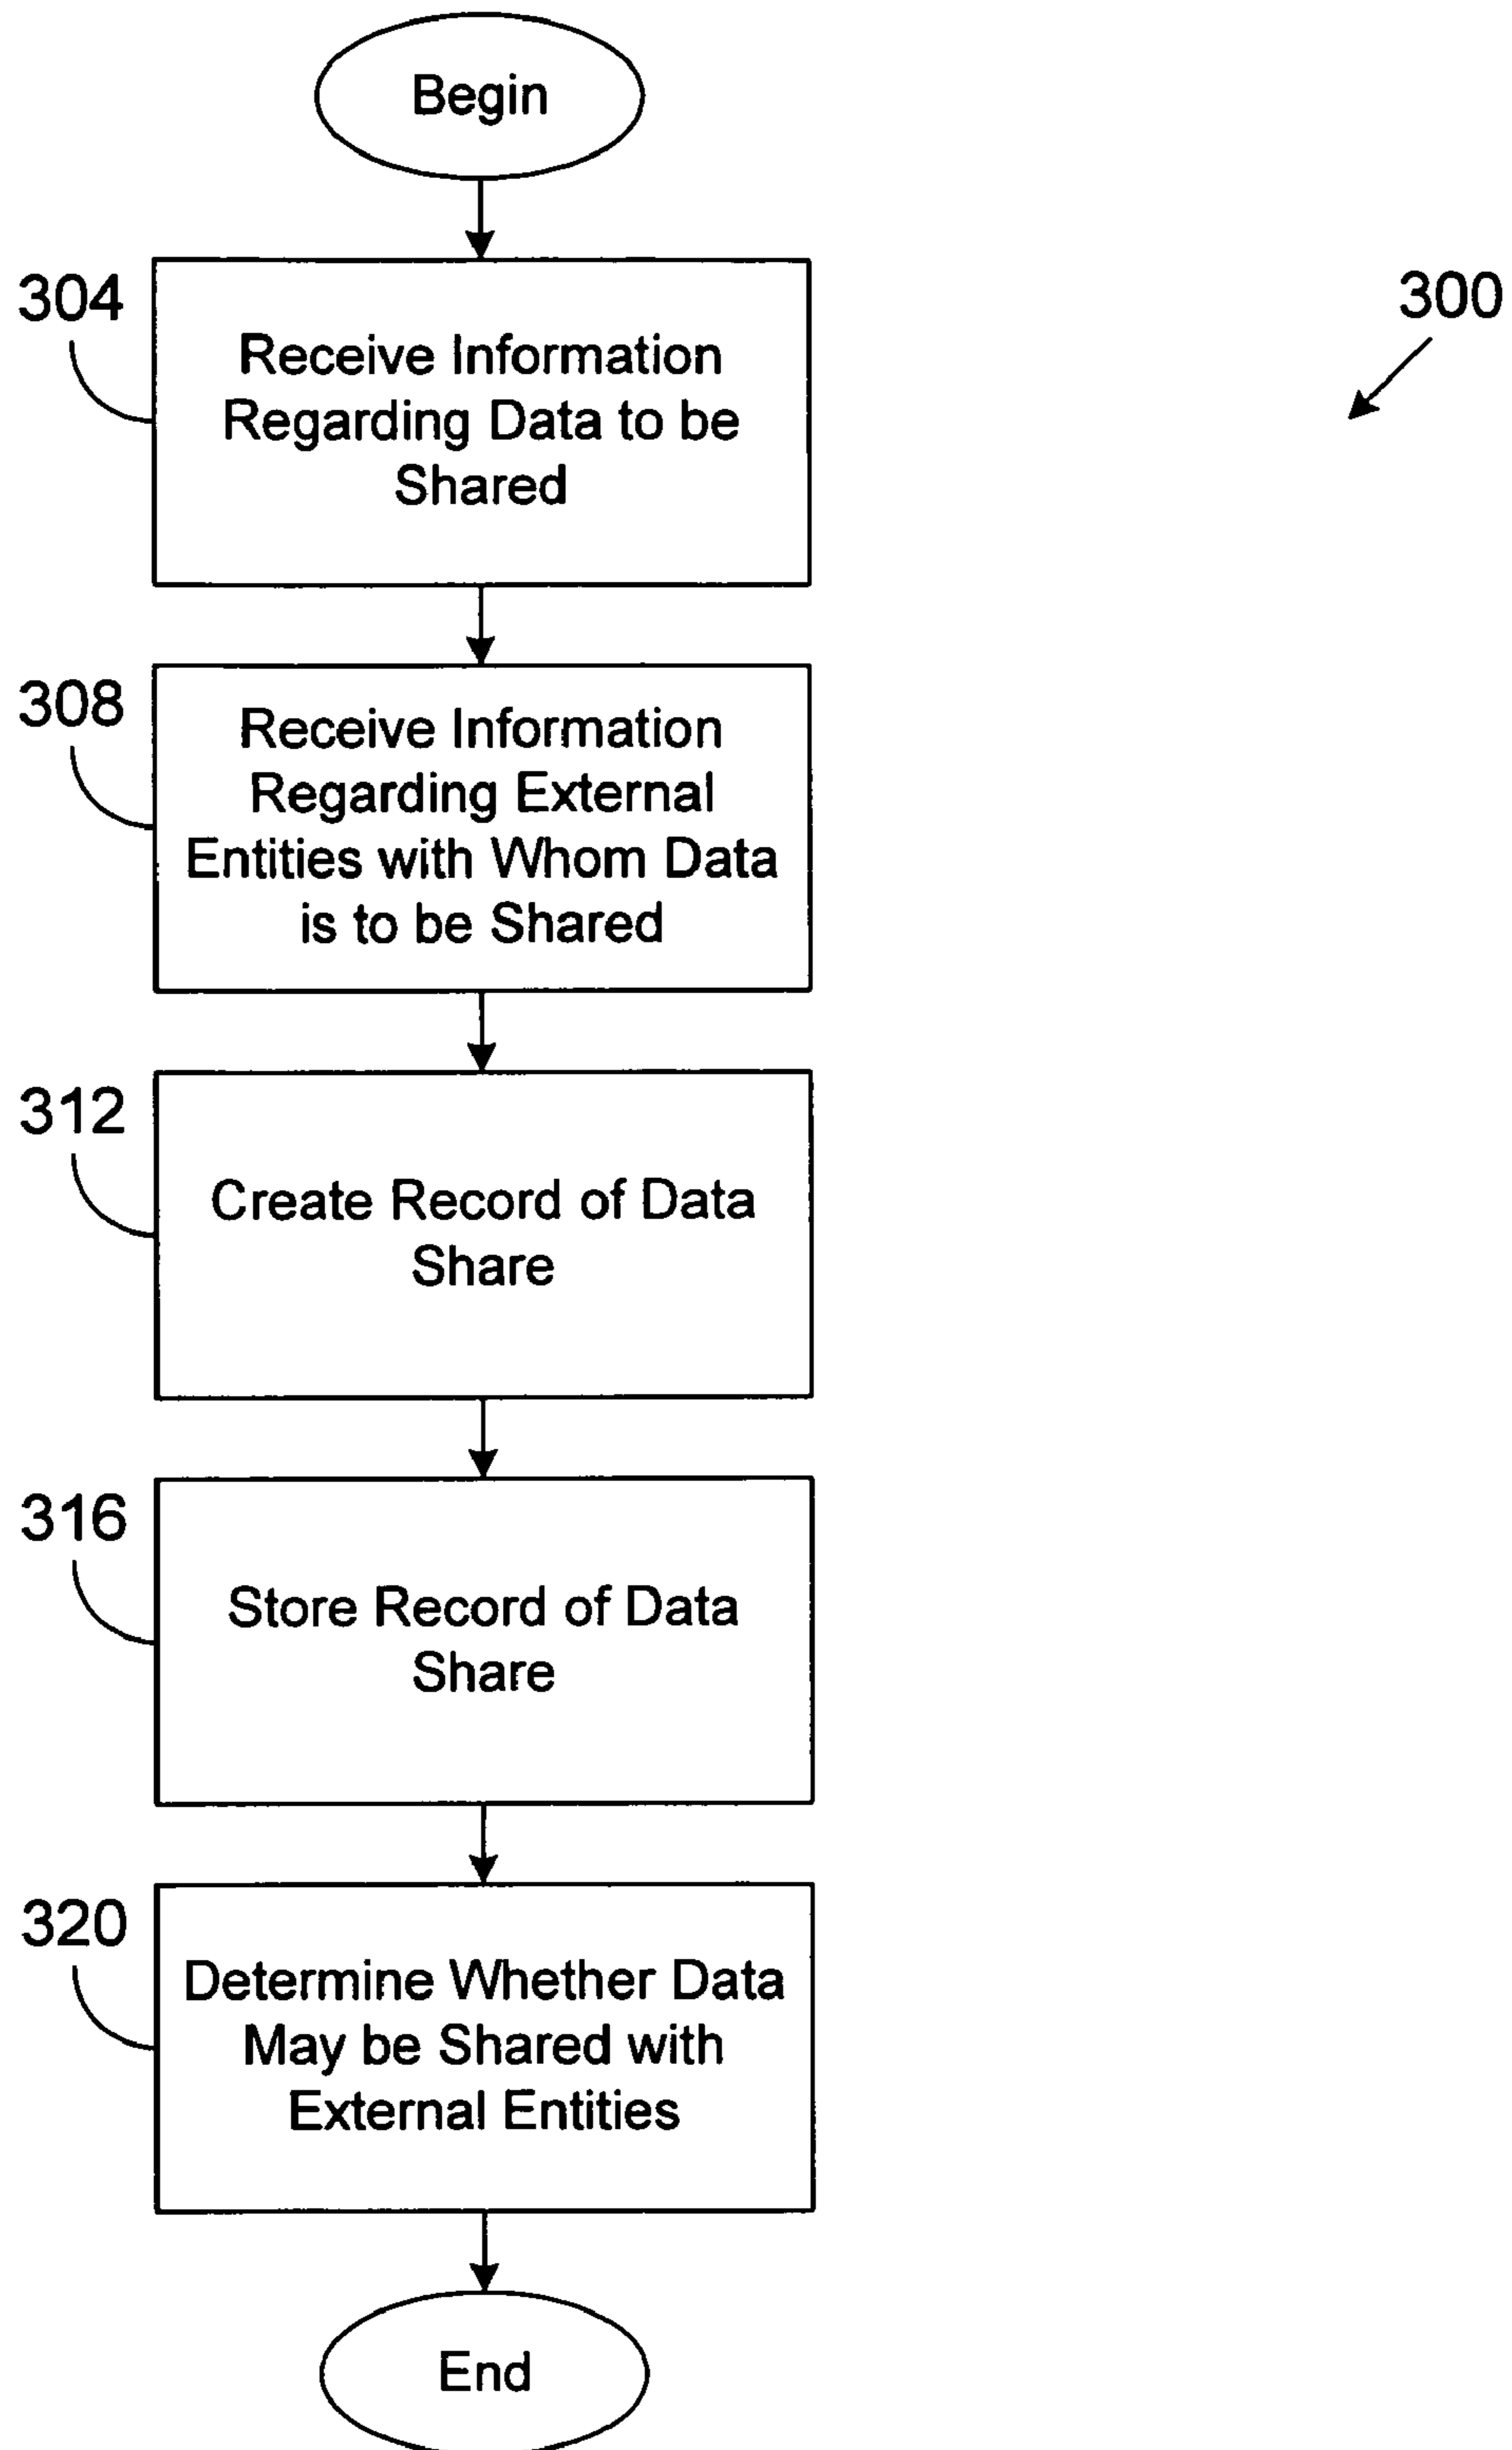 Begin
304
300
Receive Information
Regarding Data to be
Shared
308
Receive Information
Regarding External
Entities with Whom Data
is to be Shared
312
Create Record of Data
Share
316
Store Record of Data
Share
320
Determine Whether Data
May be Shared with
External Entities
End